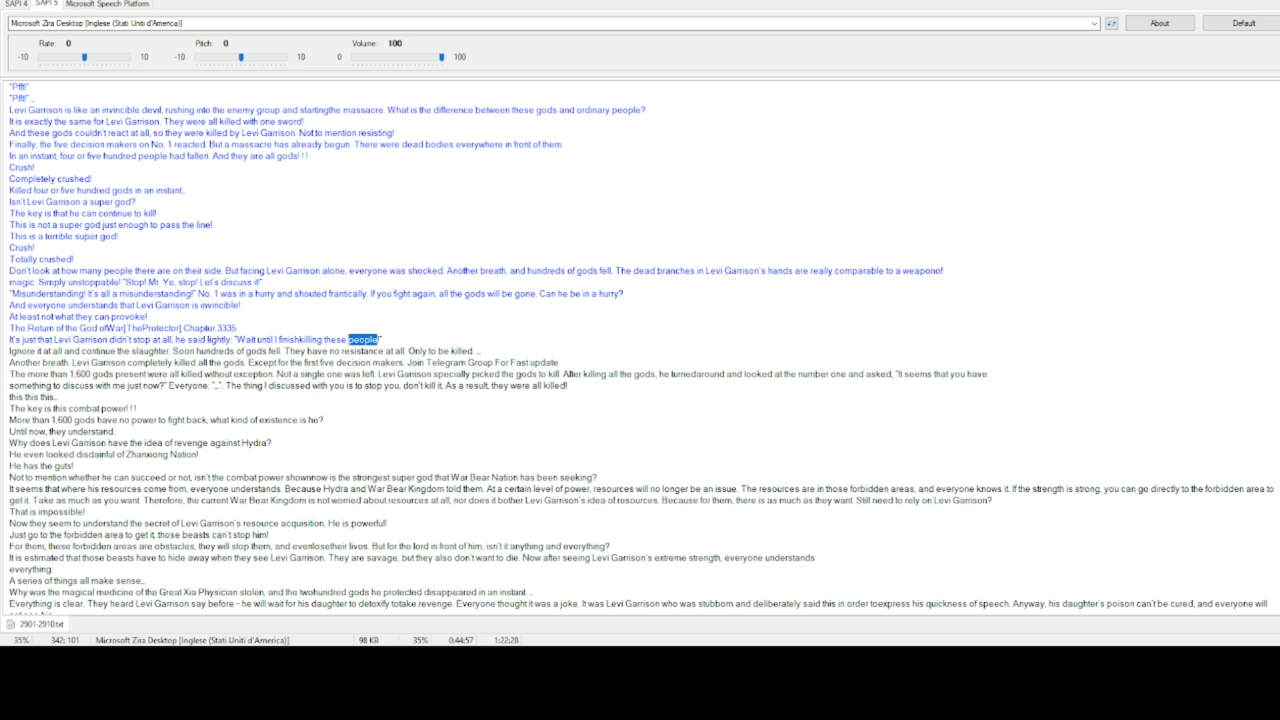 SAPI 4 SAPI 5 Microsoft Speech Platform
Microsoft Zira Desktop [Inglese (Stati Uniti d'America)] About Default
Rate: 0 Pitch: 0 Volume: 100
-10 10 -10 10 0 100
"Pfft!"
"Pfft!" ..
Levi Garrison is like an invincible devil, rushing into the enemy group and startingthe massacre. What is the difference between these gods and ordinary people?
It is exactly the same for Levi Garrison. They were all killed with one sword!
And these gods couldn't react at all, so they were killed by Levi Garrison. Not to mention resisting!
Finally, the five decision makers on No. 1 reacted. But a massacre has already begun. There were dead bodies everywhere in front of them.
In an instant, four or five hundred people had fallen. And they are all gods!!!
Crush!
Completely crushed!
Killed four or five hundred gods in an instant..
Isn't Levi Garrison a super god?
The key is that he can continue to kill!
This is not a super god just enough to pass the line!
This is a terrible super god!
Crush!
Totally crushed!
Don't look at how many people there are on their side. But facing Levi Garrison alone, everyone was shocked. Another breath, and hundreds of gods fell. The dead branches in Levi Garrison's hands are really comparable to a weaponof
magic. Simply unstoppable! "Stop! Mr. Ye, stop! Let's discuss it!"
"Misunderstanding! It's all a misunderstanding!" No. 1 was in a hurry and shouted frantically. If you fight again, all the gods will be gone. Can he be in a hurry?
And everyone understands that Levi Garrison is invincible!
At least not what they can provoke!
The Return of the God ofWar[TheProtector] Chapter 3335
It's just that Levi Garrison didn't stop at all, he said lightly: "Wait until I finishkilling these people!"
Ignore it at all and continue the slaughter. Soon hundreds of gods fell. They have no resistance at all. Only to be killed. ..
Another breath. Levi Garrison completely killed all the gods. Except for the first five decision makers. Join Telegram Group For Fast update
The more than 1,600 gods present were all killed without exception. Not a single one was left. Levi Garrison specially picked the gods to kill. After killing all the gods, he turnedaround and looked at the number one and asked, "It seems that you have
something to discuss with me just now?" Everyone: "..". The thing I discussed with you is to stop you, don't kill it. As a result, they were all killed!
this this this..
The key is this combat power!!!
More than 1,600 gods have no power to fight back, what kind of existence is he?
Until now, they understand.
Why does Levi Garrison have the idea of revenge against Hydra?
He even looked disdainful of Zhanxiong Nation!
He has the guts!
Not to mention whether he can succeed or not, isn't the combat power shownnow is the strongest super god that War Bear Nation has been seeking?
It seems that where his resources come from, everyone understands. Because Hydra and War Bear Kingdom told them. At a certain level of power, resources will no longer be an issue. The resources are in those forbidden areas, and everyone knows it. If the strength is strong, you can go directly to the forbidden area to
get it. Take as much as you want. Therefore, the current War Bear Kingdom is not worried about resources at all, nor does it bother Levi Garrison's idea of resources. Because for them, there is as much as they want. Still need to rely on Levi Garrison?
That is impossible!
Now they seem to understand the secret of Levi Garrison's resource acquisition. He is powerful!
Just go to the forbidden area to get it, those beasts can't stop him!
For them, these forbidden areas are obstacles, they will stop them, and evenlosetheir lives. But for the lord in front of him, isn't it anything and everything?
It is estimated that those beasts have to hide away when they see Levi Garrison. They are savage, but they also don't want to die. Now after seeing Levi Garrison's extreme strength, everyone understands
everything.
A series of things all make sense..
Why was the magical medicine of the Great Xia Physician stolen, and the twohundred gods he protected disappeared in an instant. ..
Everything is clear. They heard Levi Garrison say before - he will wait for his daughter to detoxify totake revenge. Everyone thought it was a joke. It was Levi Garrison who was stubborn and deliberately said this in order toexpress his quickness of speech. Anyway, his daughter's poison can't be cured, and everyone will
2901-2910.txt
35% 342: 101 Microsoft Zira Desktop [Inglese (Stati Uniti d'America)] 98 KB 35% 0:44:57 1:22:28